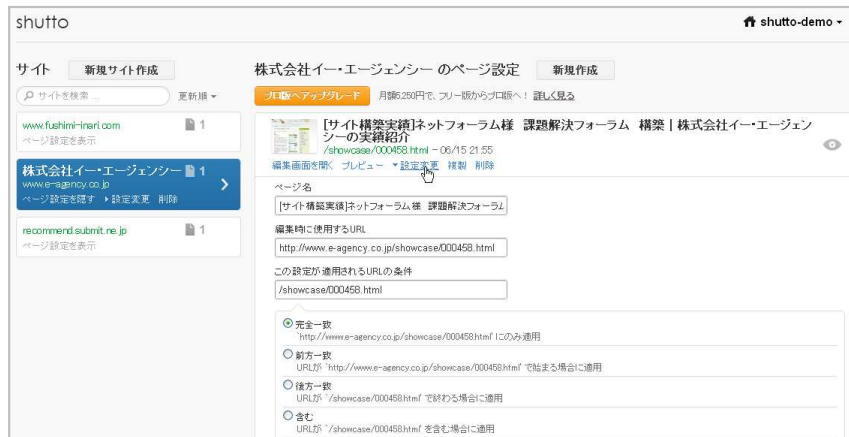 shutto
shutto-demo
サイト
新規サイト作成
サイトを検索 ...
更新順
www.fushimi-inari.com
1
ページ設定を表示
株式会社イー・エージェンシー
1
www.e-agency.co.jp
ページ設定を隠す
設定変更
削除
recommend.submit.ne.jp
1
ページ設定を表示
株式会社イー・エージェンシー のページ設定
新規作成
プロ版へアップグレード
月額5,250円で、フリー版からプロ版へ！ 詳しく見る
[サイト構築実績]ネットフォーラム様 課題解決フォーラム 構築 | 株式会社イー・エージェン
シーの実績紹介
/showcase/000458.html - 06/15 21:55
編集画面を開く プレビュー 設定変更 複製 削除
ページ名
[サイト構築実績]ネットフォーラム様 課題解決フォーラム
編集時に使用するURL
http://www.e-agency.co.jp/showcase/000458.html
この設定が適用されるURLの条件
/showcase/000458.html
完全一致
`http://www.e-agency.co.jp/showcase/000458.html' にのみ適用
前方一致
URLが `http://www.e-agency.co.jp/showcase/000458.html' で始まる場合に適用
後方一致
URLが `/showcase/000458.html' で終わる場合に適用
含む
URLが `/showcase/000458.html' を含む場合に適用